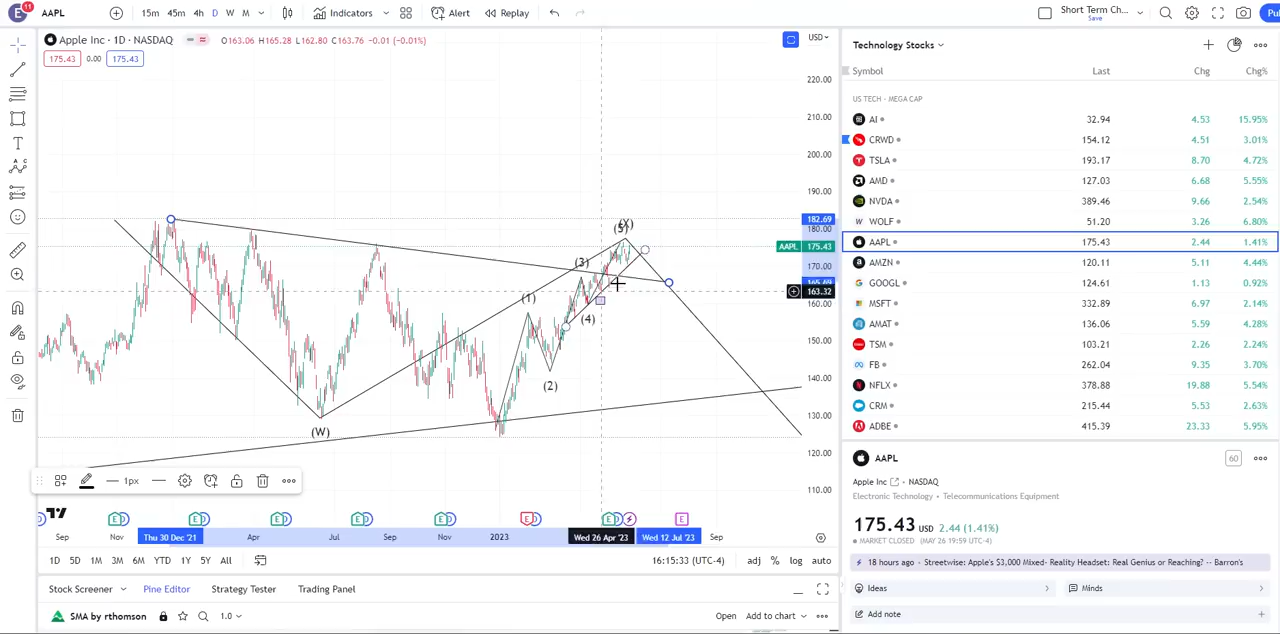 E 11 AAPL 15m 45m 4h D W M Indicators Alert Replay Short Term Ch... Save Pu
Apple Inc · 1D · NASDAQ O163.06 H165.28 L162.80 C163.76 -0.01 (-0.01%) USD
175.43 0.00 175.43
220.00
210.00
200.00
190.00
182.69
180.00
AAPL 175.43
170.00
163.32
160.00
150.00
140.00
130.00
120.00
110.00
(W)
(1)
(2)
(3)
(4)
(5)
(X)
Sep Nov Thu 30 Dec '21 Apr Jul Sep Nov 2023 Wed 26 Apr '23 Wed 12 Jul '23 Sep
1D 5D 1M 3M 6M YTD 1Y 5Y All 16:15:33 (UTC-4) adj % log auto
1px
Stock Screener Pine Editor Strategy Tester Trading Panel
SMA by rthomson 1.0 Open Add to chart
Technology Stocks
Symbol Last Chg Chg%
US TECH - MEGA CAP
AI 32.94 4.53 15.95%
CRWD 154.12 4.51 3.01%
TSLA 193.17 8.70 4.72%
AMD 127.03 6.68 5.55%
NVDA 389.46 9.66 2.54%
WOLF 51.20 3.26 6.80%
AAPL 175.43 2.44 1.41%
AMZN 120.11 5.11 4.44%
GOOGL 124.61 1.13 0.92%
MSFT 332.89 6.97 2.14%
AMAT 136.06 5.59 4.28%
TSM 103.21 2.26 2.24%
FB 262.04 9.35 3.70%
NFLX 378.88 19.88 5.54%
CRM 215.44 5.53 2.63%
ADBE 415.39 23.33 5.95%
AAPL 60
Apple Inc · NASDAQ
Electronic Technology · Telecommunications Equipment
175.43 USD 2.44 (1.41%)
MARKET CLOSED (MAY 26 19:59 UTC-4)
18 hours ago · Streetwise: Apple's $3,000 Mixed- Reality Headset: Real Genius or Reaching? -- Barron's
Ideas Minds
Add note